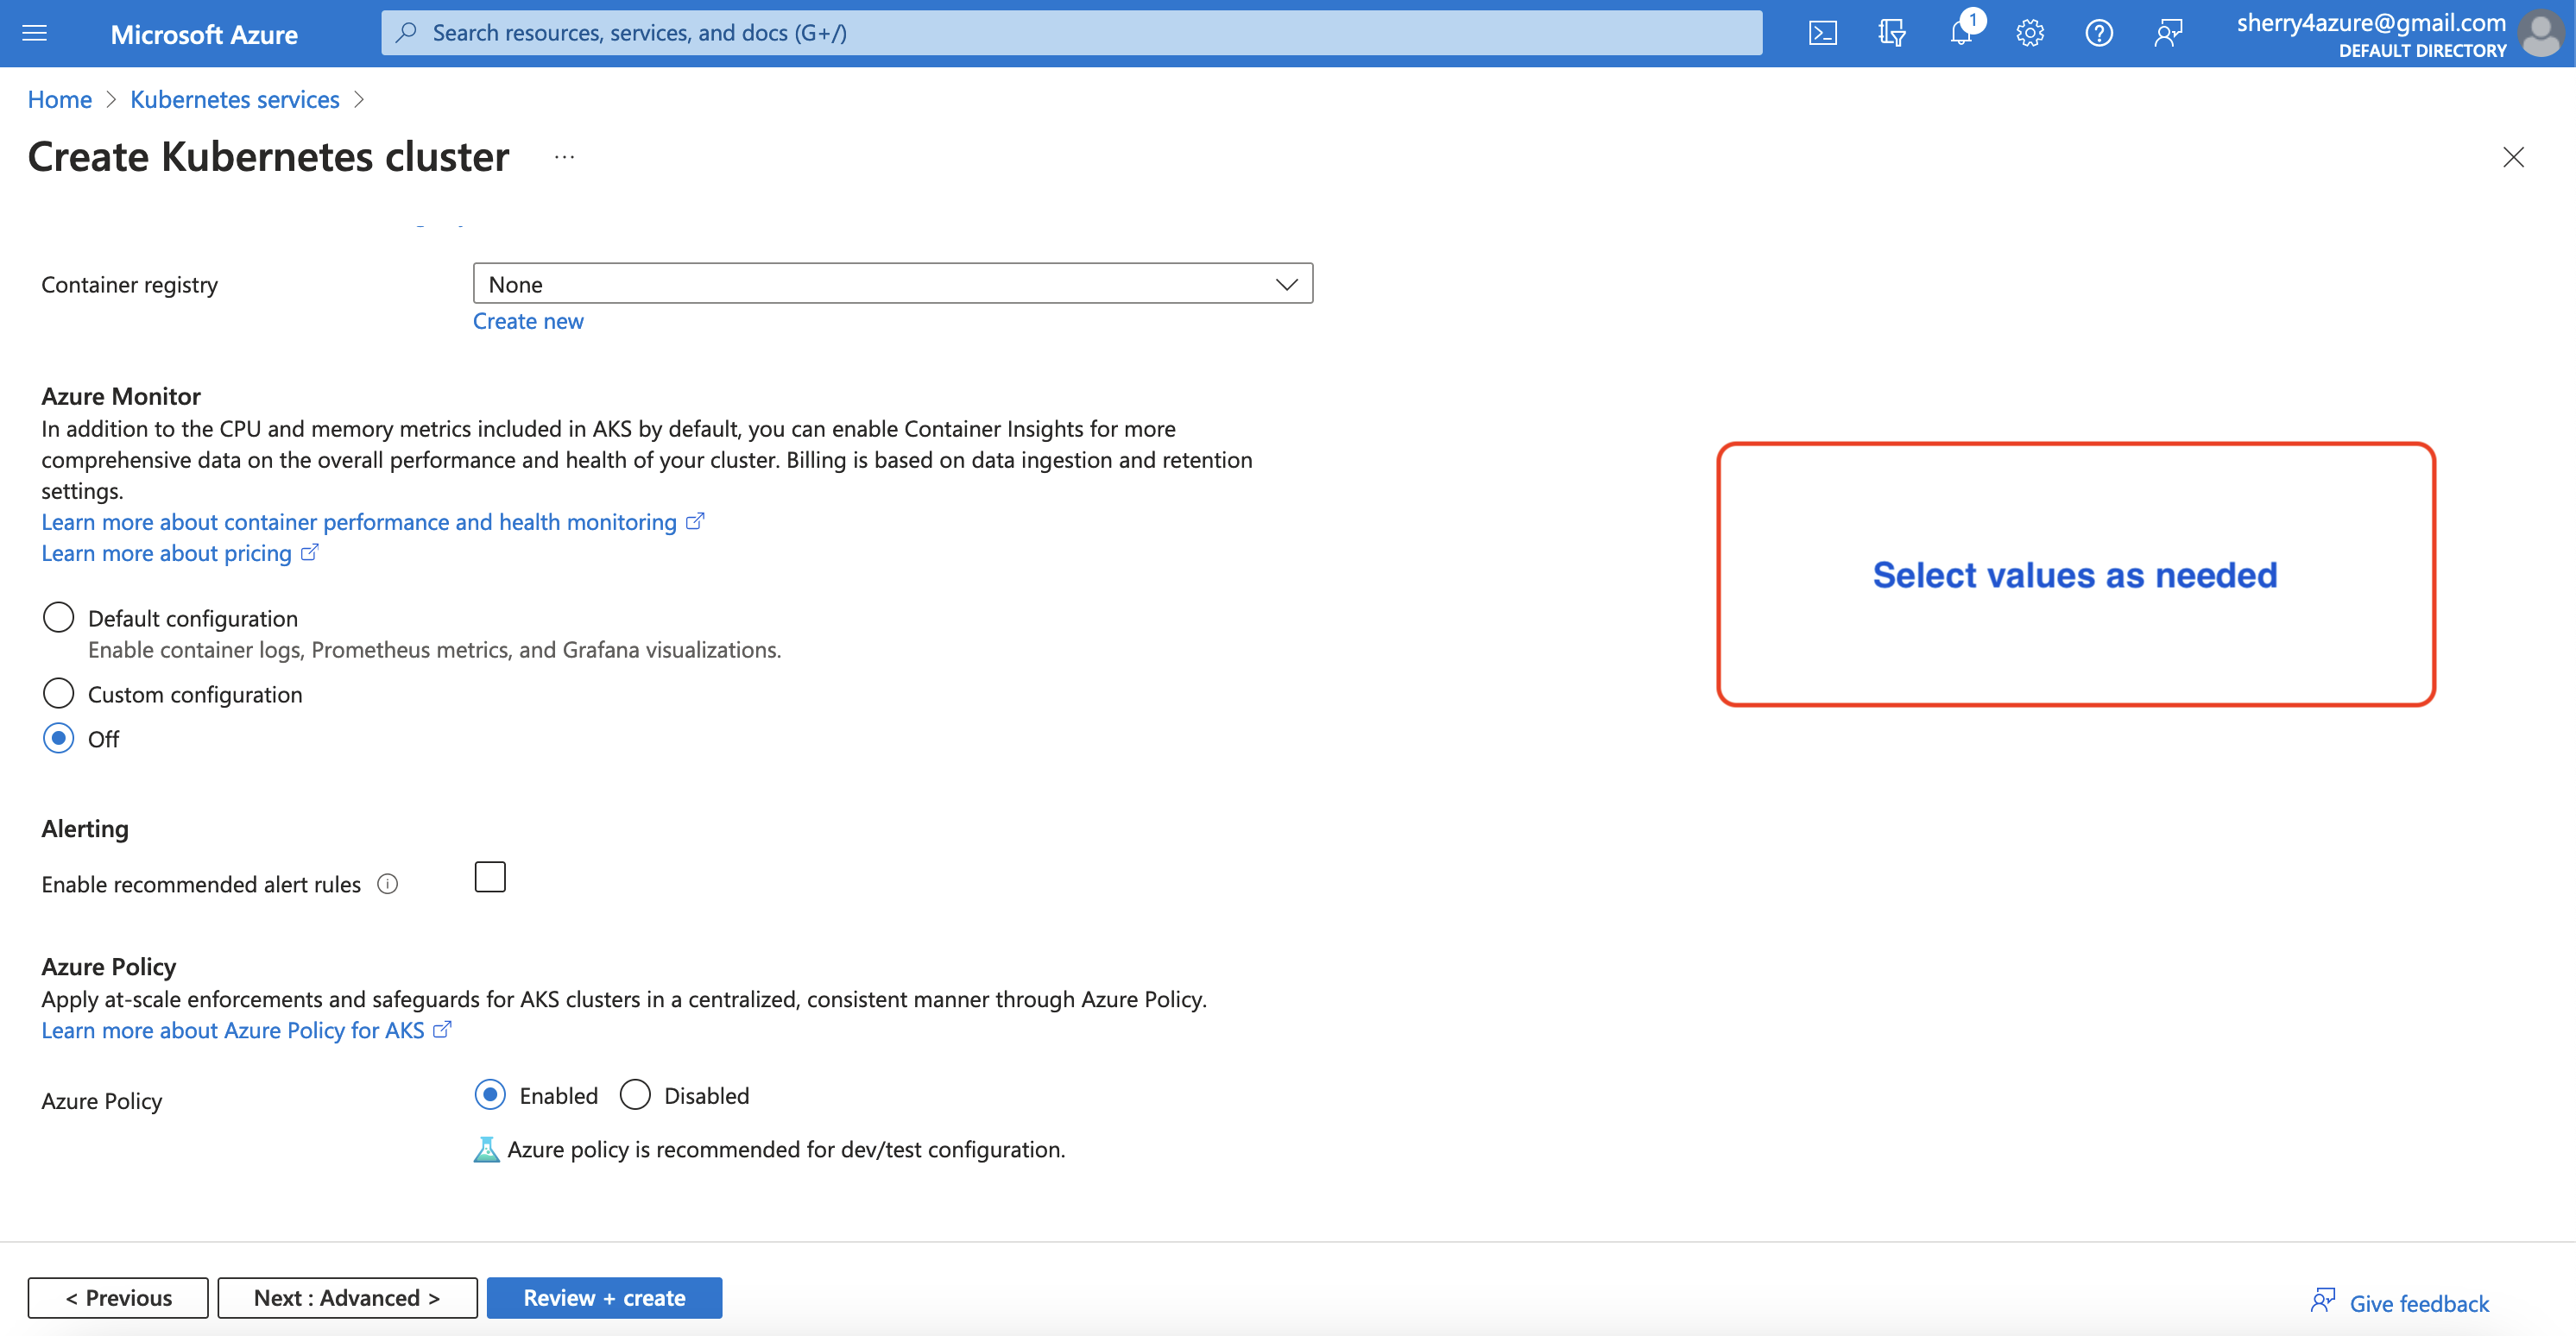 Microsoft Azure
Search resources, services, and docs (G+/)
1
sherry4azure@gmail.com
DEFAULT DIRECTORY
Home > Kubernetes services >
Create Kubernetes cluster ...
Container registry
None
Create new
Azure Monitor
In addition to the CPU and memory metrics included in AKS by default, you can enable Container Insights for more
comprehensive data on the overall performance and health of your cluster. Billing is based on data ingestion and retention
settings.
Learn more about container performance and health monitoring
Learn more about pricing
Select values as needed
Default configuration
Enable container logs, Prometheus metrics, and Grafana visualizations.
Custom configuration
Off
Alerting
Enable recommended alert rules
Azure Policy
Apply at-scale enforcements and safeguards for AKS clusters in a centralized, consistent manner through Azure Policy.
Learn more about Azure Policy for AKS
Azure Policy
Enabled Disabled
Azure policy is recommended for dev/test configuration.
< Previous
Next : Advanced >
Review + create
Give feedback